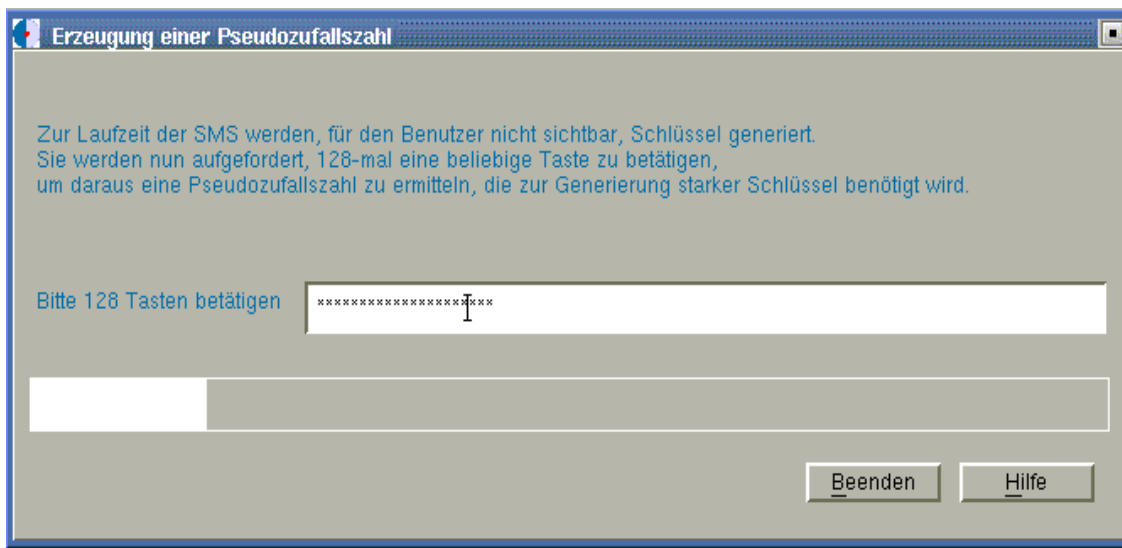 Erzeugung einer Pseudozufallszahl
Zur Laufzeit der SMS werden, für den Benutzer nicht sichtbar, Schlüssel generiert.
Sie werden nun aufgefordert, 128-mal eine beliebige Taste zu betätigen,
um daraus eine Pseudozufallszahl zu ermitteln, die zur Generierung starker Schlüssel benötigt wird.
Bitte 128 Tasten betätigen *********************
Beenden Hilfe